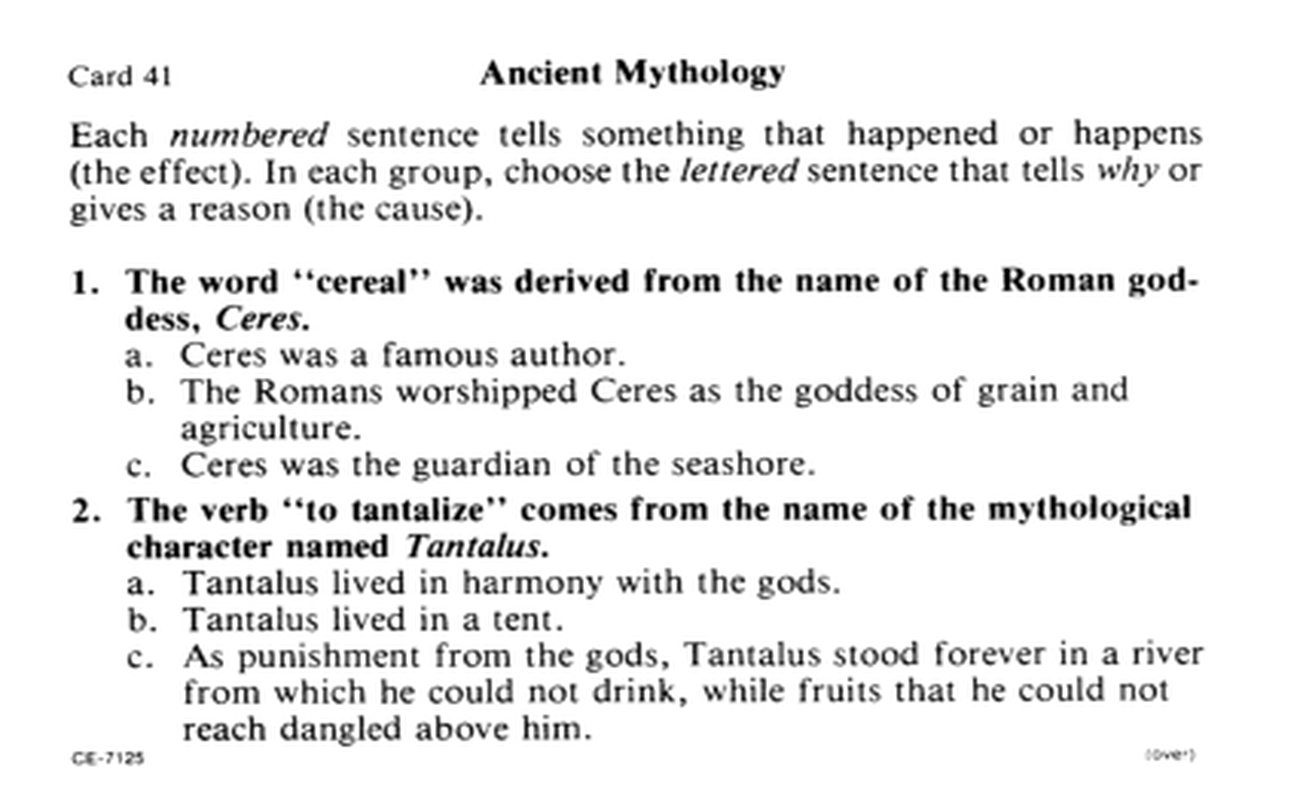 Card 41
Ancient Mythology
Each numbered sentence tells something that happened or happens
(the effect). In each group, choose the lettered sentence that tells why or
gives a reason (the cause).
1. The word “cereal” was derived from the name of the Roman god-
dess, Ceres.
a. Ceres was a famous author.
b. The Romans worshipped Ceres as the goddess of grain and
agriculture.
c. Ceres was the guardian of the seashore.
2. The verb “to tantalize” comes from the name of the mythological
character named Tantalus.
a. Tantalus lived in harmony with the gods.
b. Tantalus lived in a tent.
c. As punishment from the gods, Tantalus stood forever in a river
from which he could not drink, while fruits that he could not
reach dangled above him.
CE-7125
(over)